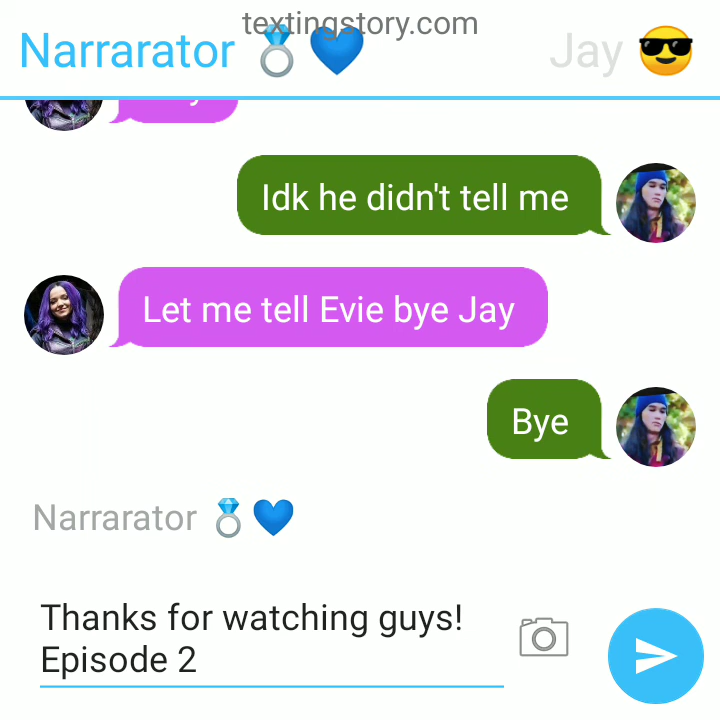 textingstory.com
Narrarator 💍💙 Jay 😎
Idk he didn't tell me
Let me tell Evie bye Jay
Bye
Narrarator 💍💙
Thanks for watching guys!
Episode 2